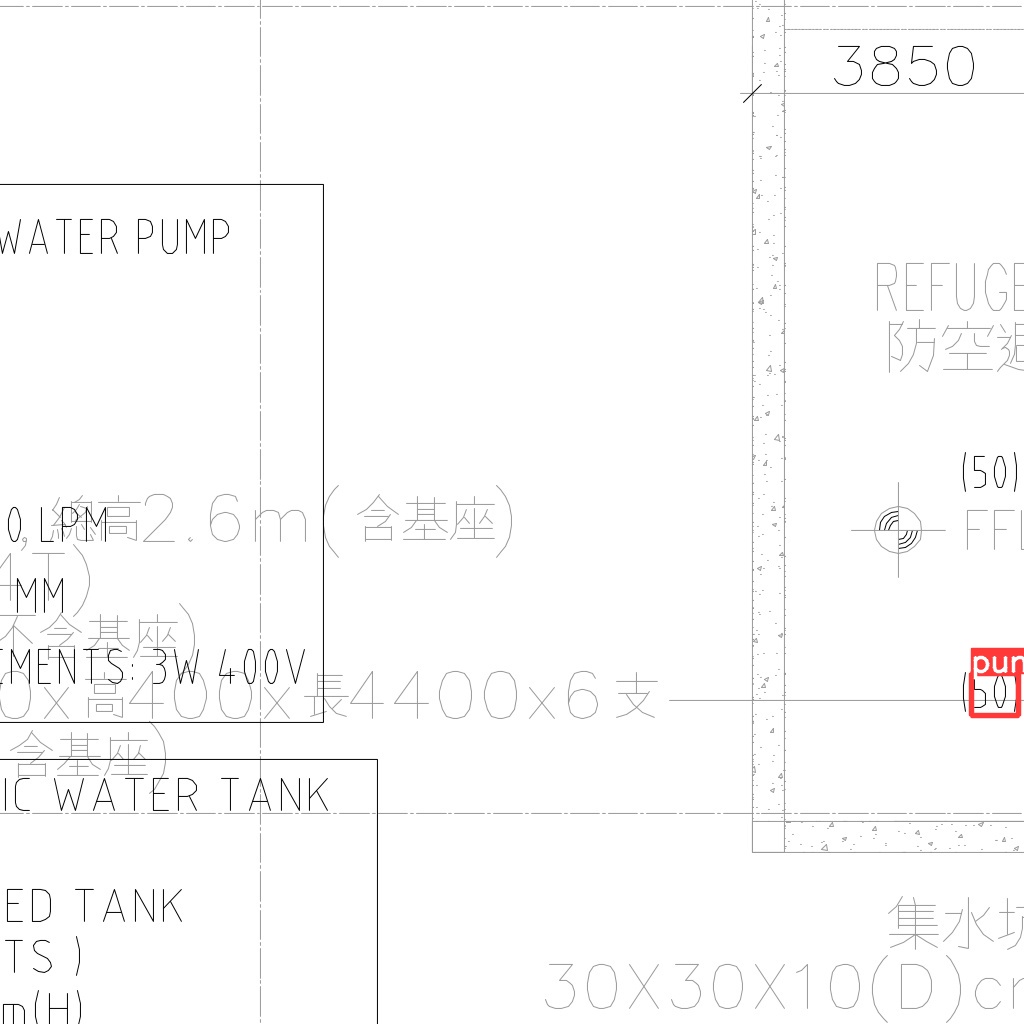 3850
WATER PUMP
REFUGE
防空避
(50)
總高2.6m(含基座)
0,LPM
FFL
4T)
MM
不含基座)
TMENTS: 3W 400V
pun
(50)
0x高400x長4400x6支
含基座)
IC WATER TANK
ED TANK
TS )
集水坑
30X30X10(D)cm
m(H)